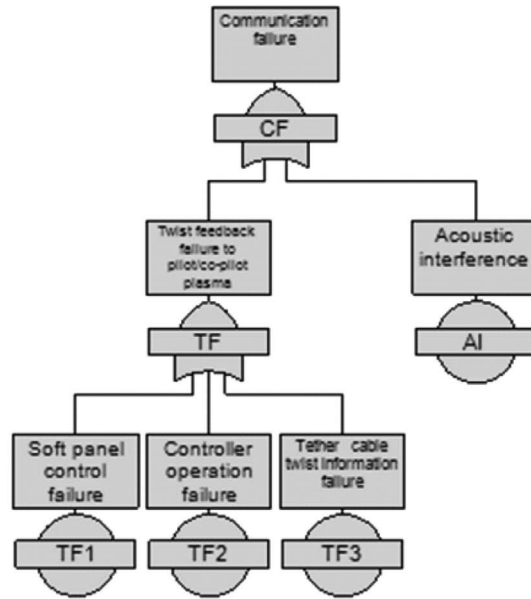 Communication
failure
CF
Twist feedback
failure to
pilot/co-pilot
plasma
Acoustic
interference
TF
AI
Soft panel
control
failure
Controller
operation
failure
Tether cable
twist information
failure
TF1
TF2
TF3